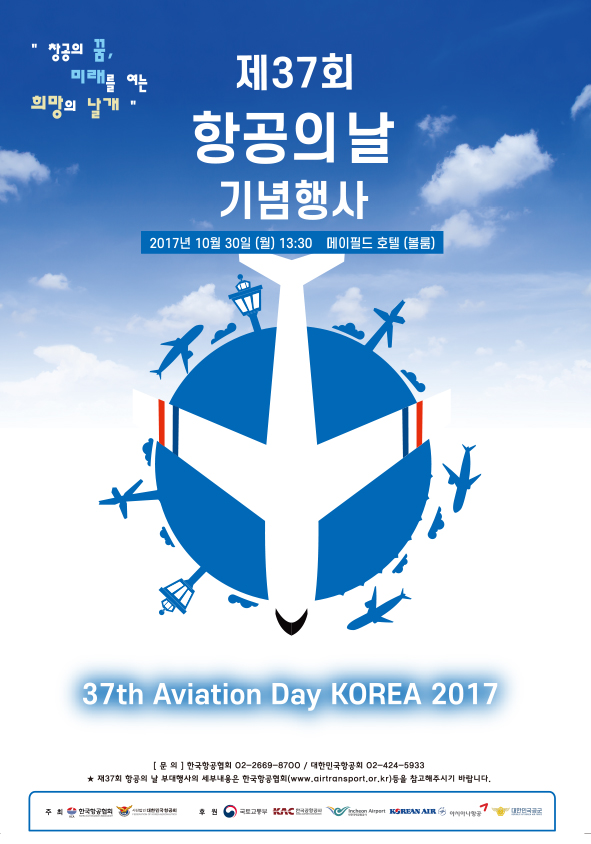 " 창공의 꿈,
미래를 여는
희망의 날개 "
제37회
항공의 날
기념행사
2017년 10월 30일 (월) 13:30 메이필드 호텔 (볼룸)
37th Aviation Day KOREA 2017
[ 문 의 ] 한국항공협회 02-2669-8700 / 대한민국항공회 02-424-5933
★ 제37회 항공의 날 부대행사의 세부내용은 한국항공협회(www.airtransport.or.kr)등을 참고해주시기 바랍니다.
주 최 한국항공협회 사단법인 대한민국항공회 후 원 국토교통부 KAC 한국공항공사 Incheon Airport KOREAN AIR 아시아나항공 대한민국공군